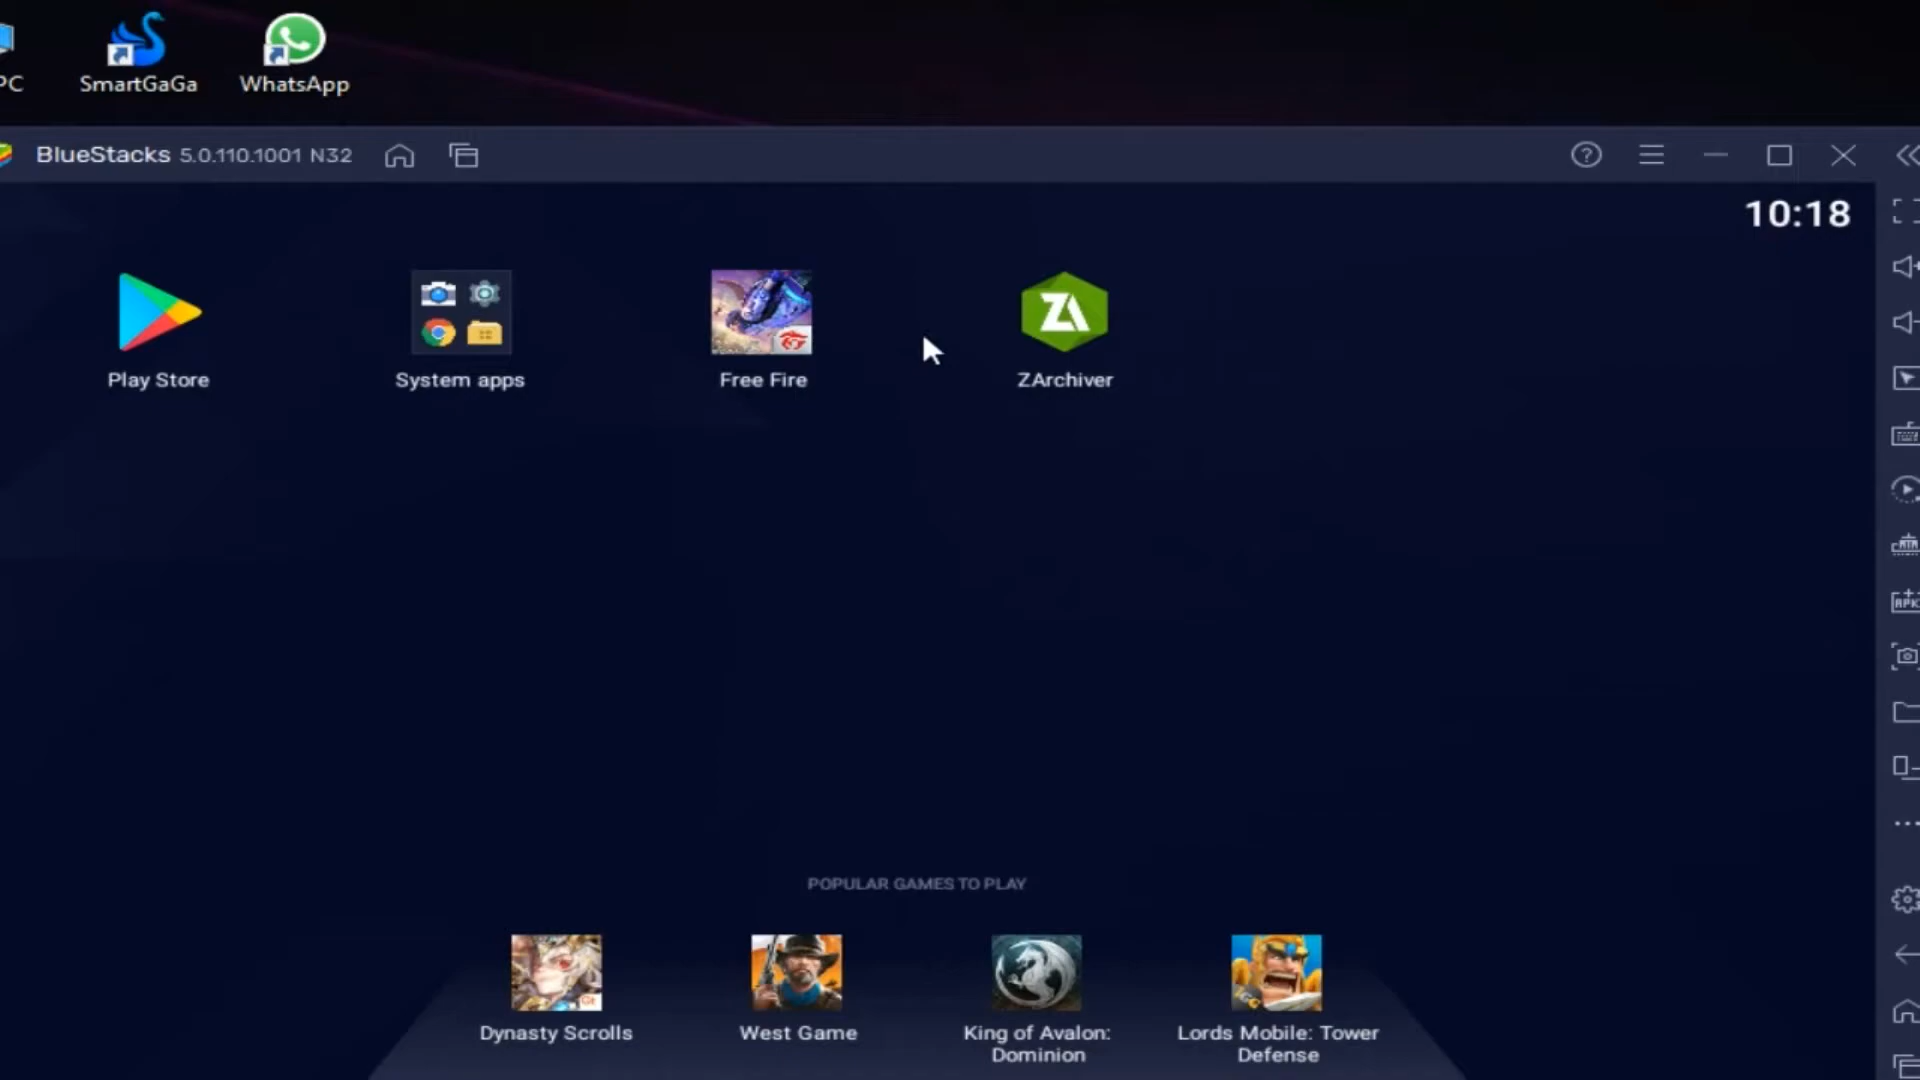 PC
SmartGaGa
WhatsApp
BlueStacks 5.0.110.1001 N32
10:18
Play Store
System apps
Free Fire
ZArchiver
POPULAR GAMES TO PLAY
Dynasty Scrolls
West Game
King of Avalon:
Dominion
Lords Mobile: Tower
Defense